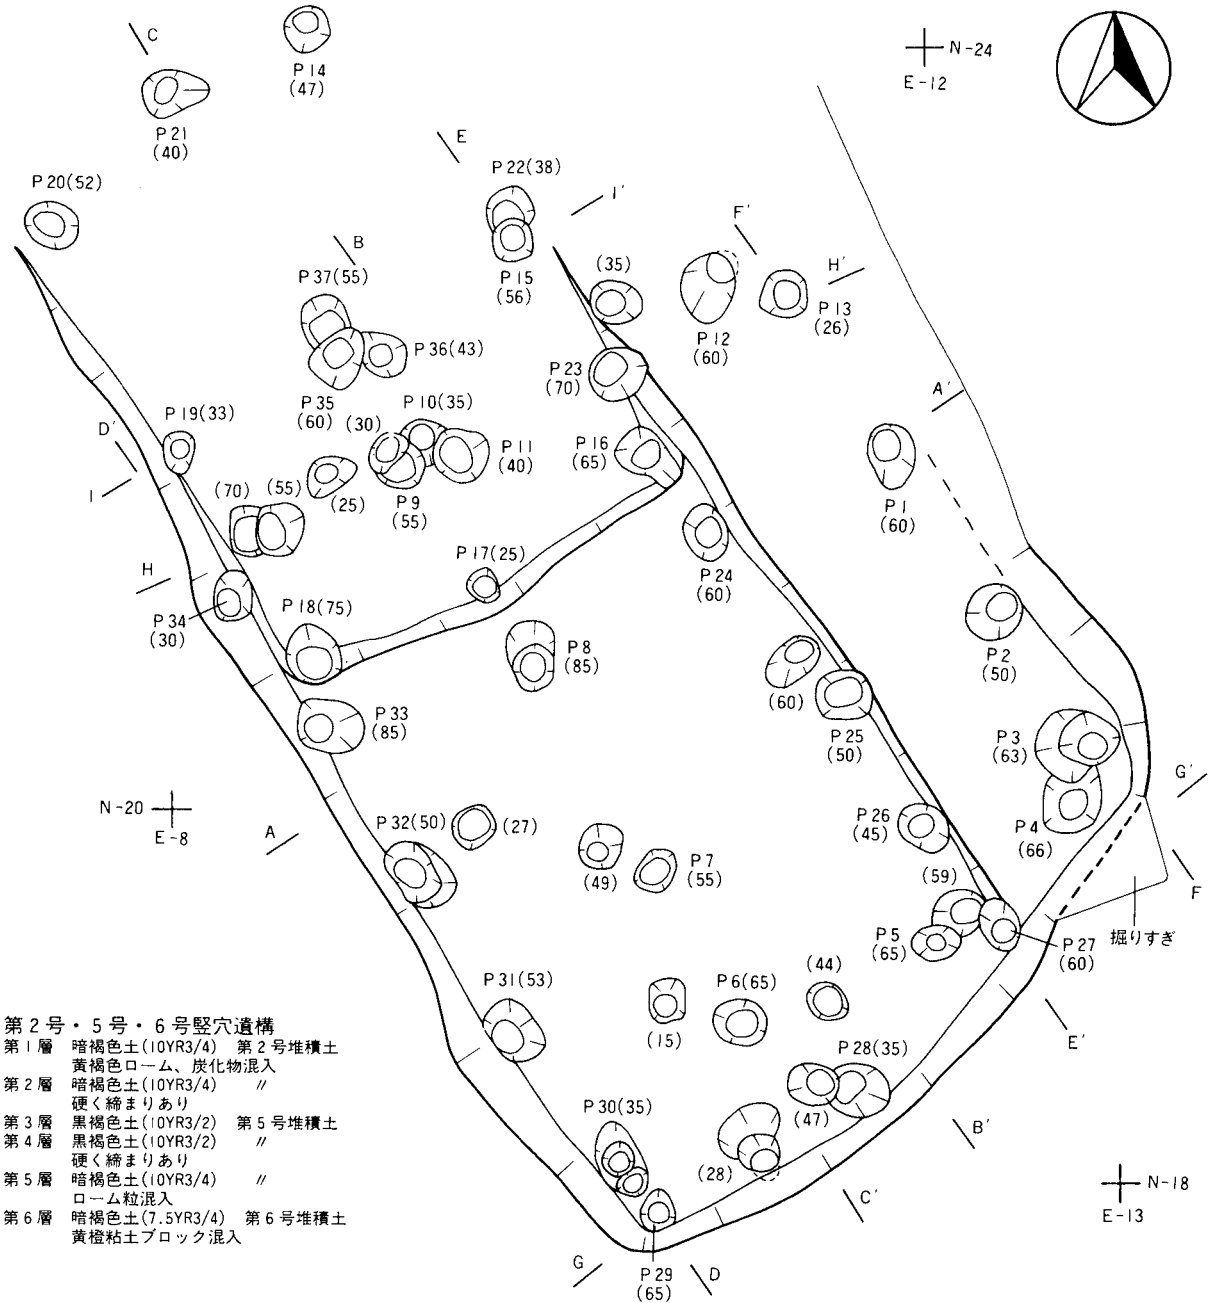 C
P14
(47)
N-24
E-12
P21
(40)
E
P20(52)
P22(38)
I'
F'
B
H'
P37(55)
P15
(56)
(35)
P13
(26)
P12
(60)
P36(43)
P23
(70)
A'
P35
(60)
P10(35)
(30)
P19(33)
D'
P16
(65)
P11
(40)
I
(70)
(55)
(25)
P9
(55)
P1
(60)
H
P17(25)
P24
(60)
P34
(30)
P18(75)
P8
(85)
P2
(50)
(60)
P33
(85)
P25
(50)
P3
(63)
G'
N-20
E-8
A
P32(50)
(27)
P26
(45)
P4
(66)
(49)
P7
(55)
(59)
F
P5
(65)
P27
(60)
掘りすぎ
P31(53)
P6(65)
(44)
(15)
E'
P28(35)
(47)
P30(35)
B'
(28)
C'
N-18
E-13
G
P29
(65)
D
第2号・5号・6号竪穴遺構
第1層 暗褐色土(10YR3/4) 第2号堆積土
黄褐色ローム、炭化物混入
第2層 暗褐色土(10YR3/4) 〃
硬く締まりあり
第3層 黒褐色土(10YR3/2) 第5号堆積土
第4層 黒褐色土(10YR3/2) 〃
硬く締まりあり
第5層 暗褐色土(10YR3/4) 〃
ローム粒混入
第6層 暗褐色土(7.5YR3/4) 第6号堆積土
黄橙粘土ブロック混入